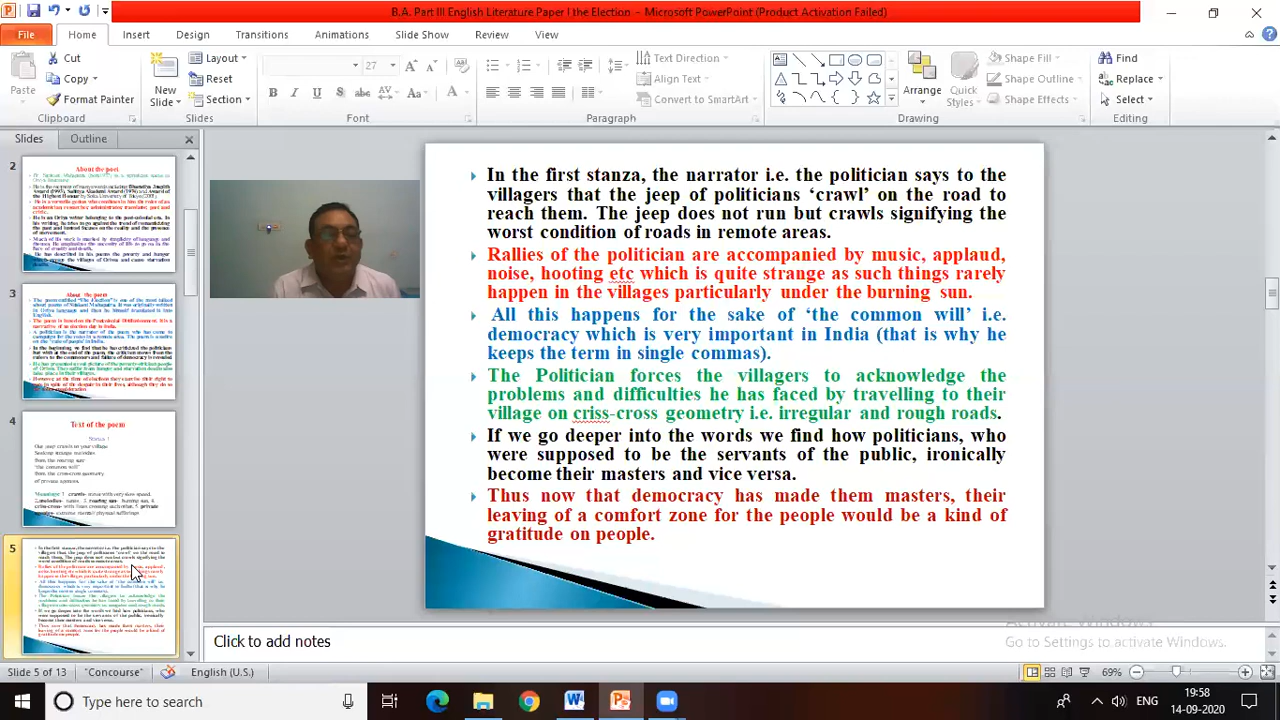 B.A. Part III English Literature Paper I the Election - Microsoft PowerPoint (Product Activation Failed)
File Home Insert Design Transitions Animations Slide Show Review View
Paste Cut Copy Format Painter
Clipboard
New Slide Layout Reset Section
Slides
27
Font
Text Direction Align Text Convert to SmartArt
Paragraph
Arrange Quick Styles Shape Fill Shape Outline Shape Effects
Drawing
Find Replace Select
Editing
Slides Outline
2
About the poet
3
About the poem
4
Text of the poem
Stanza 1
5
In the first stanza, the narrator i.e. the politician says to the
villagers that the jeep of politicians 'crawls' on the road to
reach them. The jeep does not run but crawls signifying the
worst condition of roads in remote areas.
Rallies of the politician are accompanied by music, applaud,
noise, hooting etc which is quite strange as such things rarely
happen in the villages particularly under the burning sun.
All this happens for the sake of 'the common will' i.e.
democracy which is very important in India (that is why he
keeps the term in single commas).
The Politician forces the villagers to acknowledge the
problems and difficulties he has faced by travelling to their
village on criss-cross geometry i.e. irregular and rough roads.
If we go deeper into the words we find how politicians, who
were supposed to be the servants of the public, ironically
become their masters and vice versa.
Thus now that democracy has made them masters, their
leaving of a comfort zone for the people would be a kind of
gratitude on people.
Click to add notes
Activate Windows
Go to Settings to activate Windows.
Slide 5 of 13 "Concourse" English (U.S.) 69%
Type here to search
ENG
19:58
14-09-2020